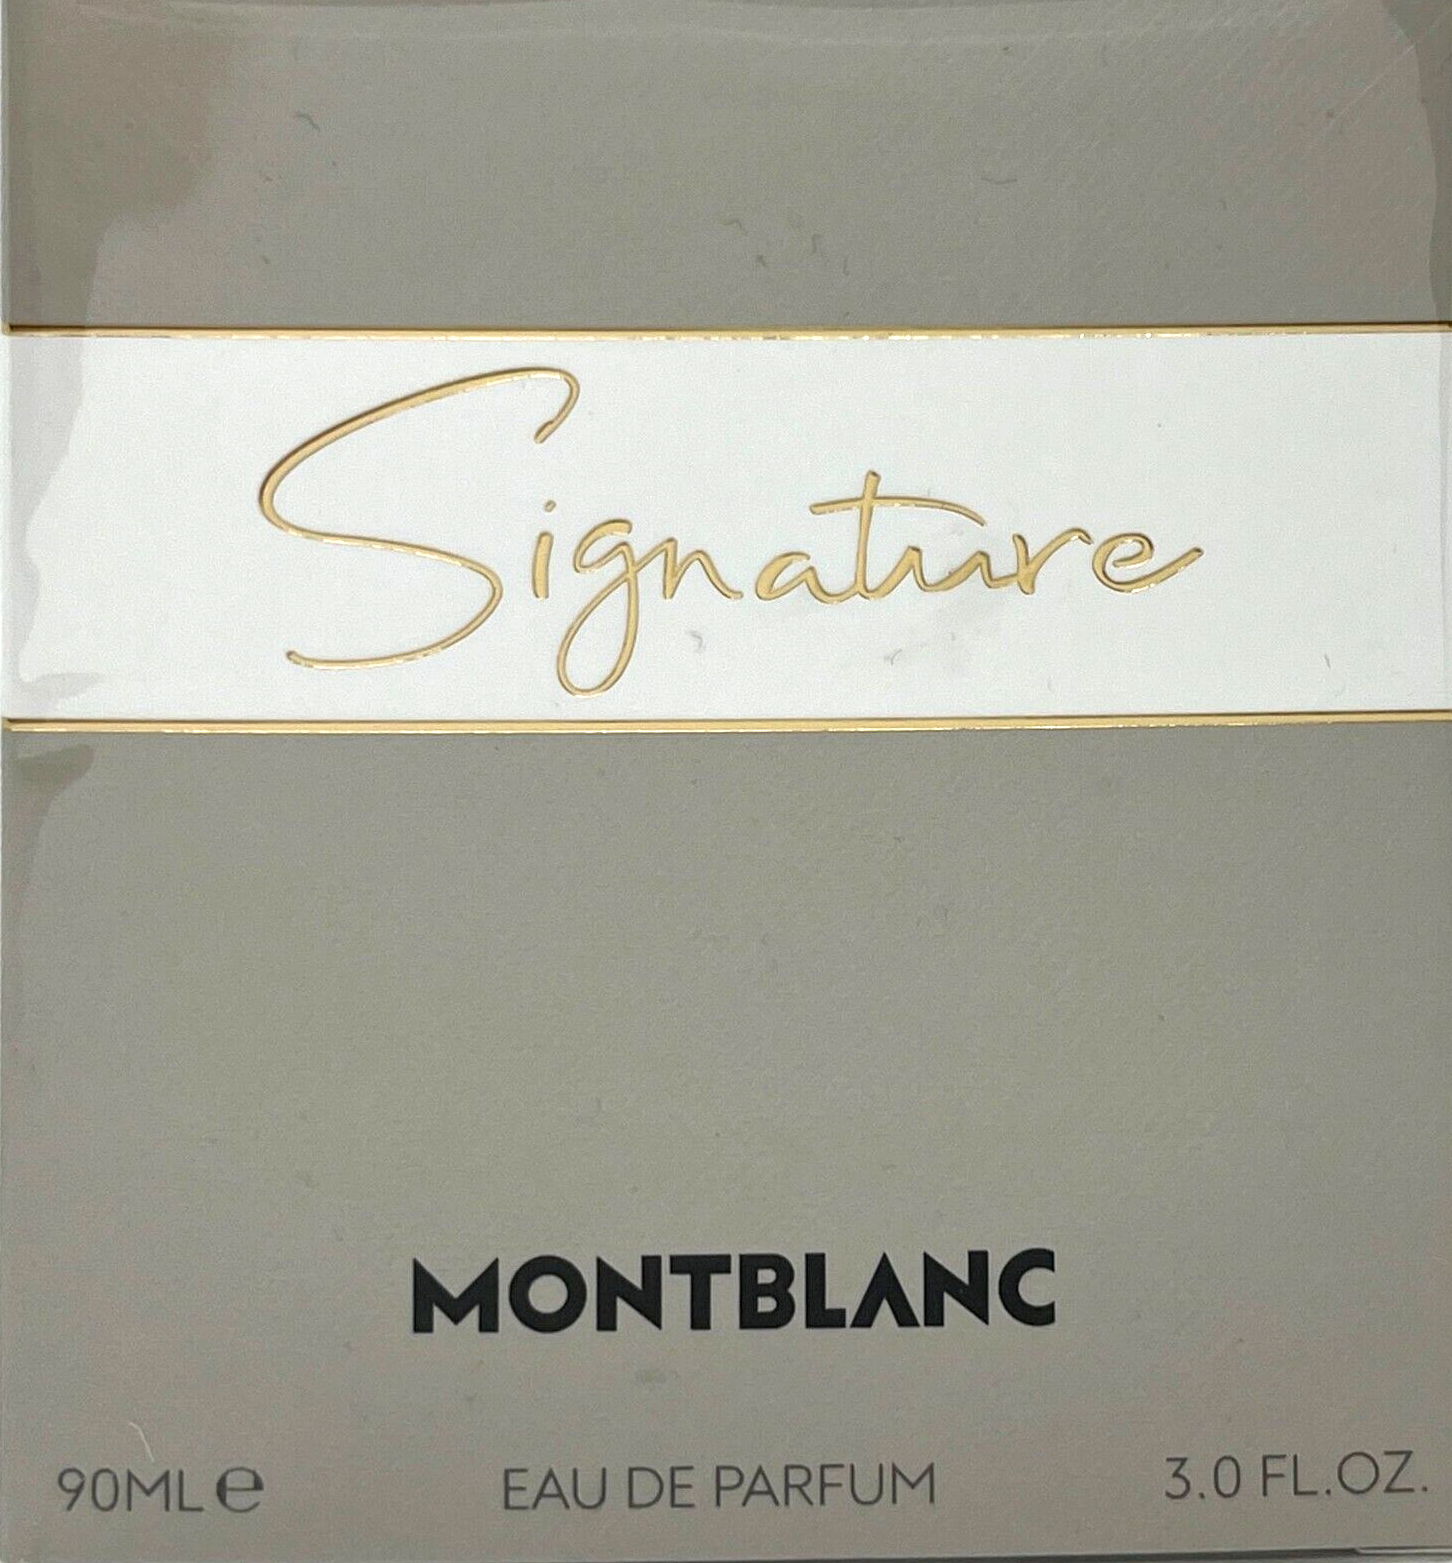 Signature
MONTBLANC
90ML ℮ EAU DE PARFUM 3.0 FL.OZ.